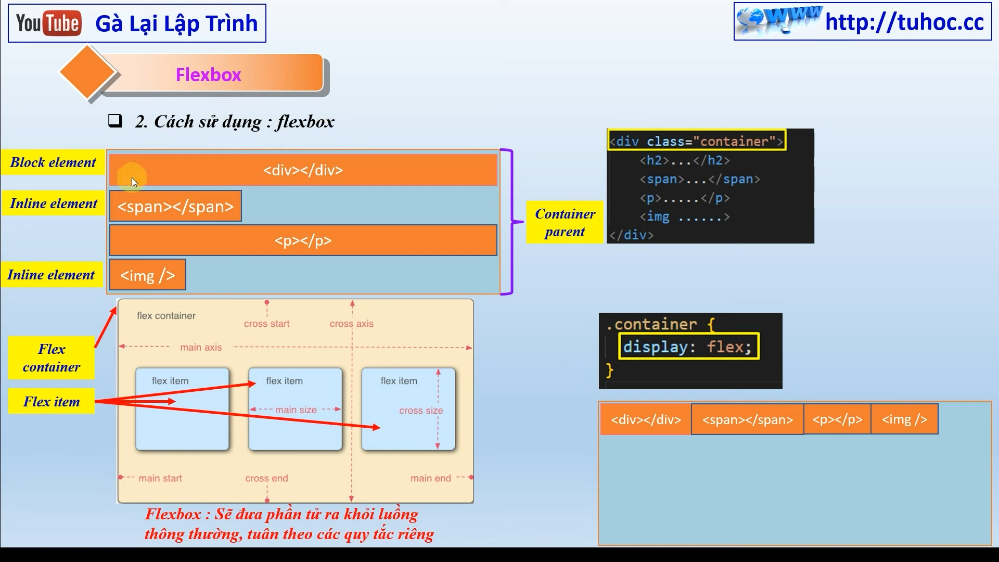 YouTube Gà Lại Lập Trình
WWW http://tuhoc.cc
Flexbox
2. Cách sử dụng : flexbox
Block element
<div></div>
Inline element
<span></span>
<p></p>
Inline element
<img />
Container
parent
<div class="container">
<h2>...</h2>
<span>...</span>
<p>.....</p>
<img ......>
</div>
flex container
cross start
cross axis
main axis
Flex
container
Flex item
flex item
flex item
flex item
main size
cross size
main start
cross end
main end
.container {
display: flex;
}
<div></div>
<span></span>
<p></p>
<img />
Flexbox : Sẽ đưa phần tử ra khỏi luồng
thông thường, tuân theo các quy tắc riêng